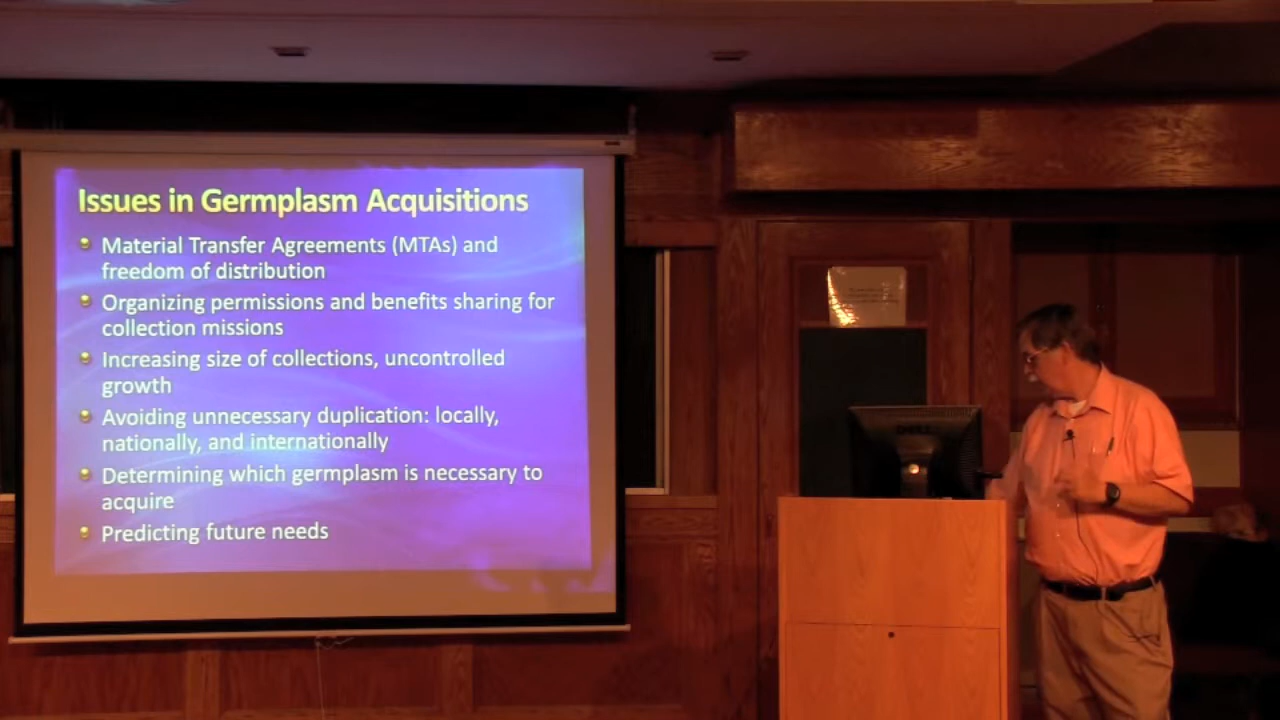 Issues in Germplasm Acquisitions
Material Transfer Agreements (MTAs) and
freedom of distribution
Organizing permissions and benefits sharing for
collection missions
Increasing size of collections, uncontrolled
growth
Avoiding unnecessary duplication: locally,
nationally, and internationally
Determining which germplasm is necessary to
acquire
Predicting future needs
DELL